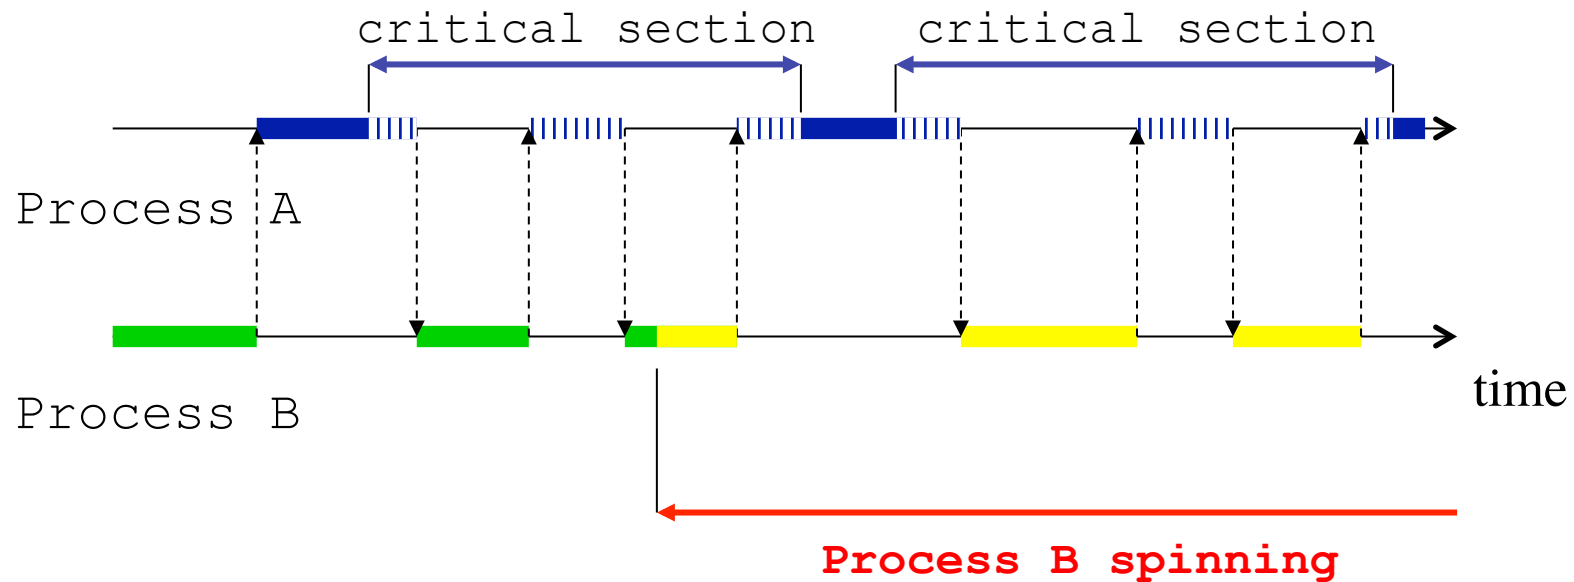 critical section critical section
Process A
Process B
time
Process B spinning